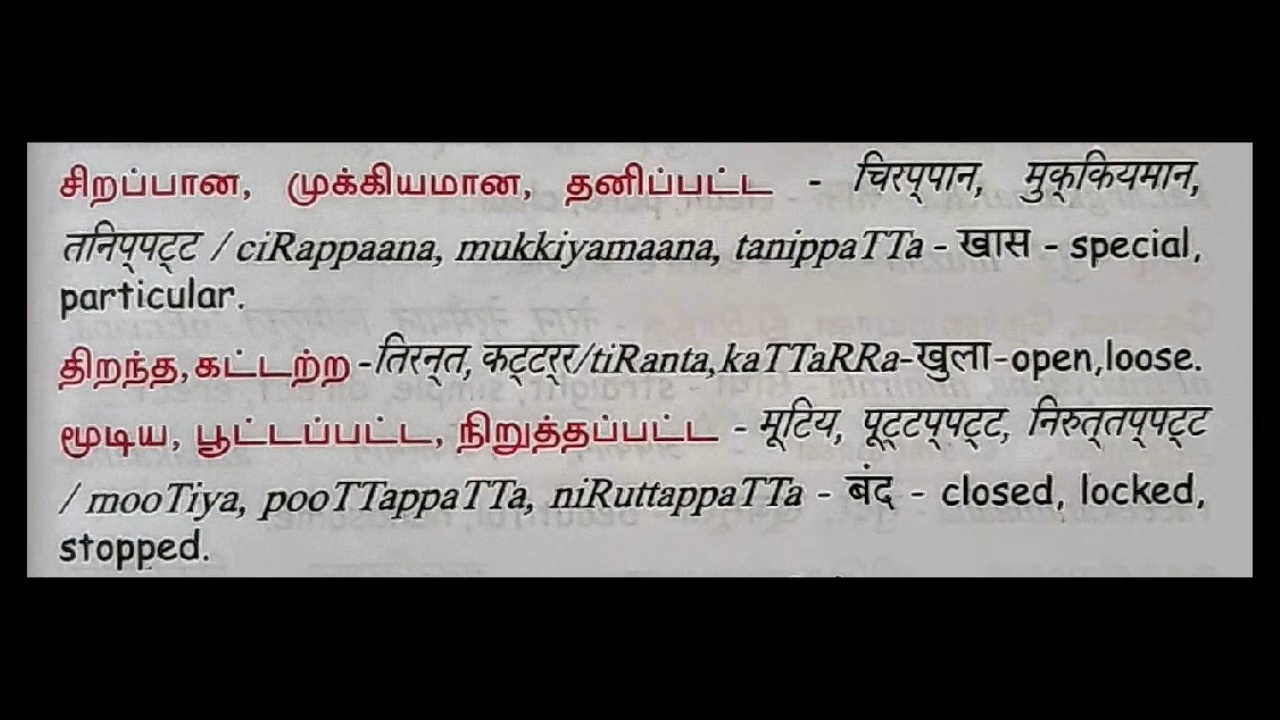 சிறப்பான, முக்கியமான, தனிப்பட்ட - चिरप्पान, मुक्कियमान,
तनिप्पट्ट / ciRappaana, mukkiyamaana, tanippaTTa - खास - special,
particular.
திறந்த,கட்டற்ற -तिरन्त, कट्टर्र/tiRanta,kaTTaRRa-खुला-open,loose.
மூடிய, பூட்டப்பட்ட, நிறுத்தப்பட்ட - मूटिय, पूट्टप्पट्ट, निरुत्तप्पट्ट
/ mooTiya, pooTTappaTTa, niRuttappaTTa - बंद - closed, locked,
stopped.